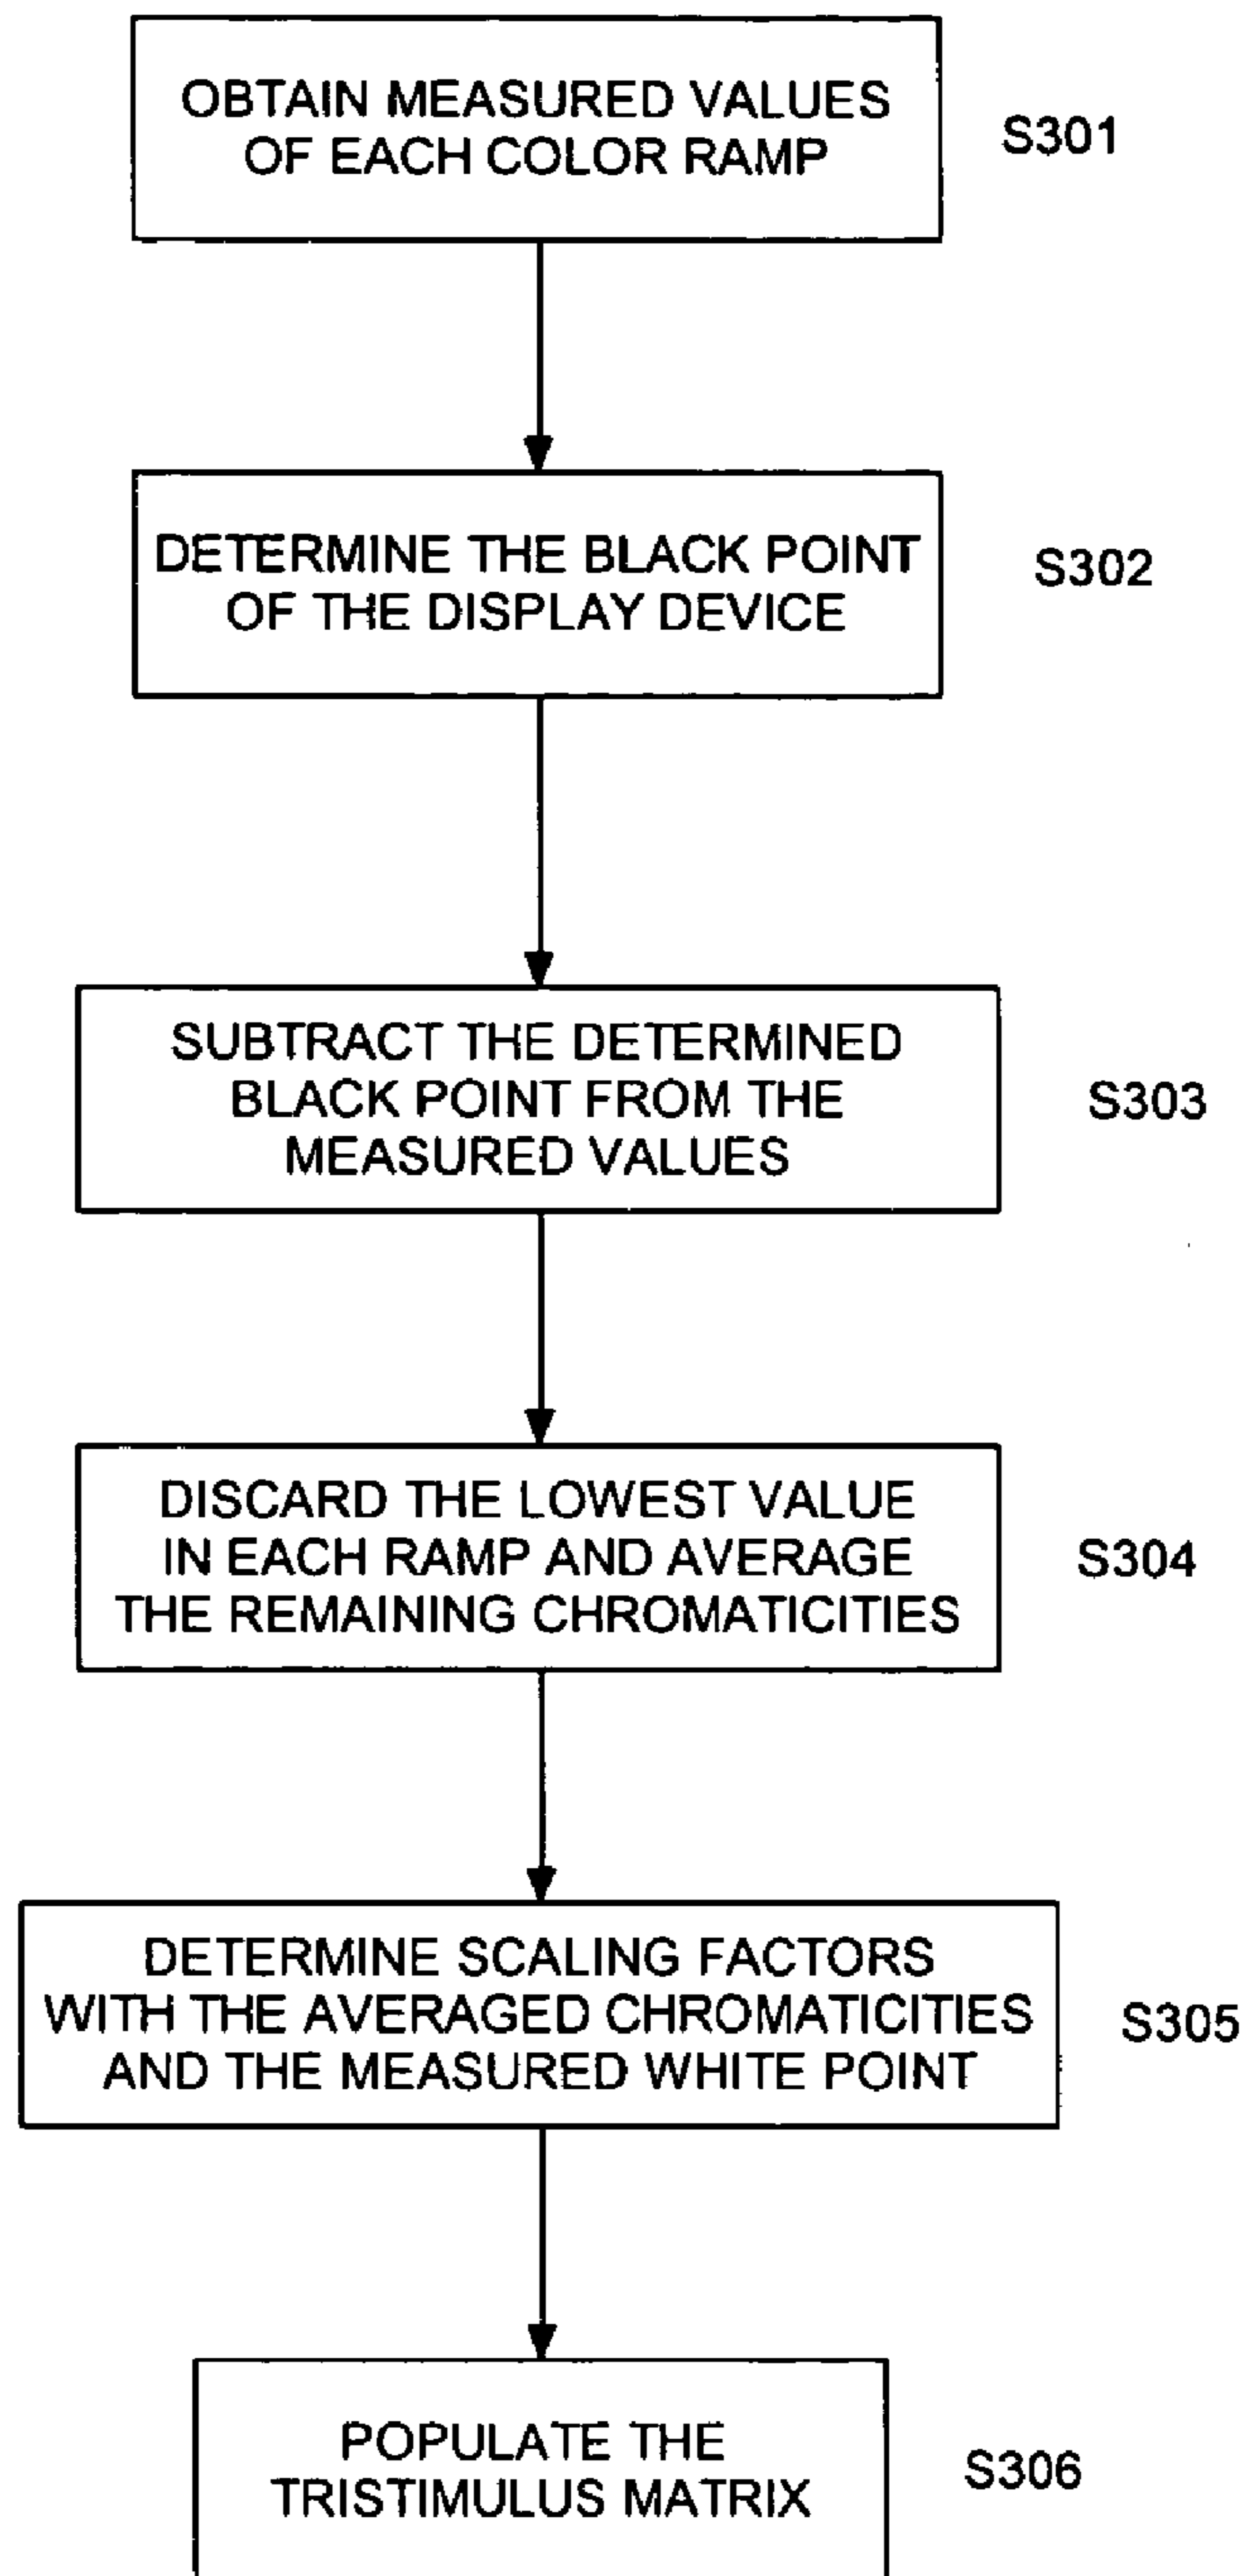 OBTAIN MEASURED VALUES
OF EACH COLOR RAMP
S301
DETERMINE THE BLACK POINT
OF THE DISPLAY DEVICE
S302
SUBTRACT THE DETERMINED
BLACK POINT FROM THE
MEASURED VALUES
S303
DISCARD THE LOWEST VALUE
IN EACH RAMP AND AVERAGE
THE REMAINING CHROMATICITIES
S304
DETERMINE SCALING FACTORS
WITH THE AVERAGED CHROMATICITIES
AND THE MEASURED WHITE POINT
S305
POPULATE THE
TRISTIMULUS MATRIX
S306